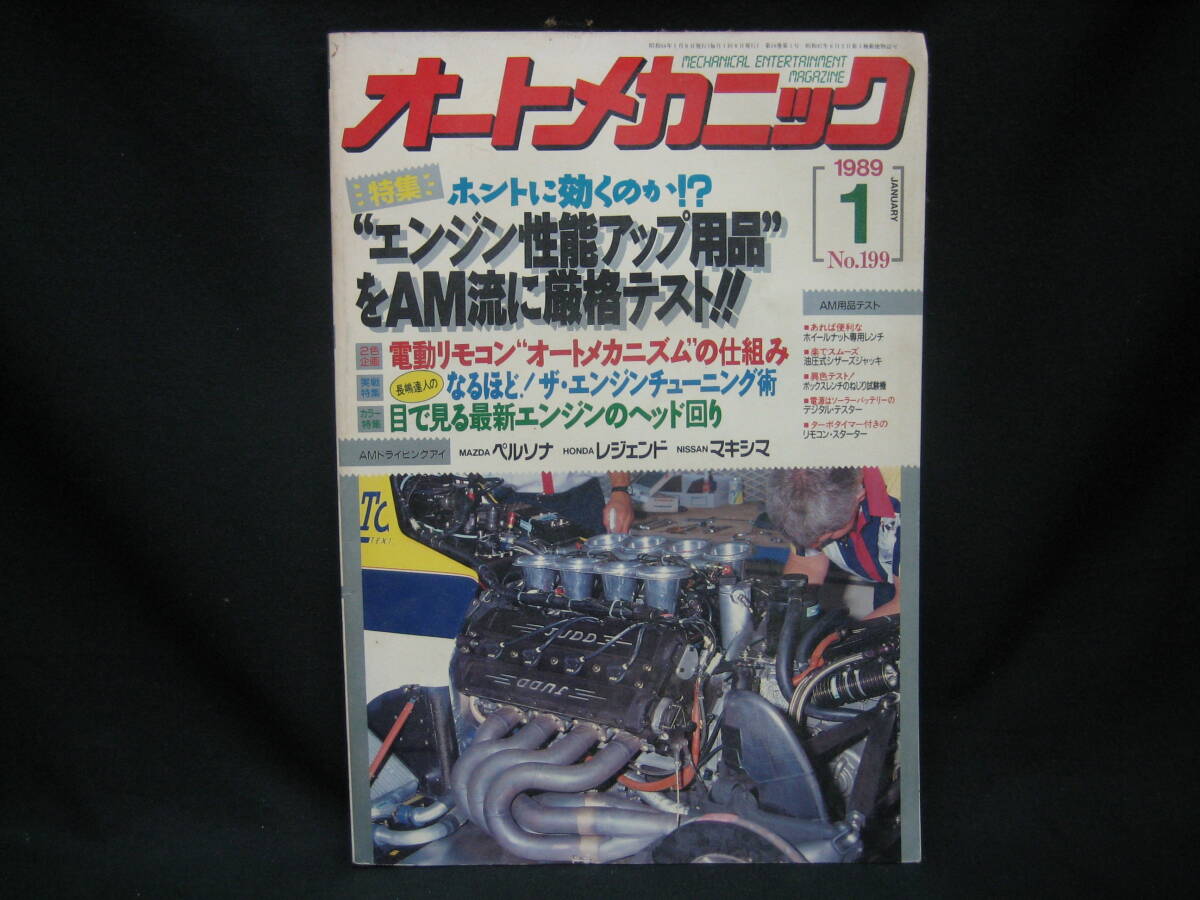 オートメカニック
MECHANICAL ENTERTAINMENT
MAGAZINE
1989
1
JANUARY
No.199
特集
ホントに効くのか!?
“エンジン性能アップ用品”
をAM流に厳格テスト!!
2色企画
電動リモコン“オートメカニズム”の仕組み
実戦特集
長嶋達人の
なるほど!ザ・エンジンチューニング術
カラー特集
目で見る最新エンジンのヘッド回り
AMドライビングアイ
MAZDA ペルソナ HONDA レジェンド NISSAN マキシマ
AM用品テスト
■あれば便利な
ホイールナット専用レンチ
■楽でスムーズ
油圧式シザーズジャッキ
■異色テスト!
ボックスレンチのねじり試験機
■電源はソーラーバッテリーの
デジタル・テスター
■ターボタイマー付きの
リモコン・スターター
Tc
TEXT
JUDD
JUDD